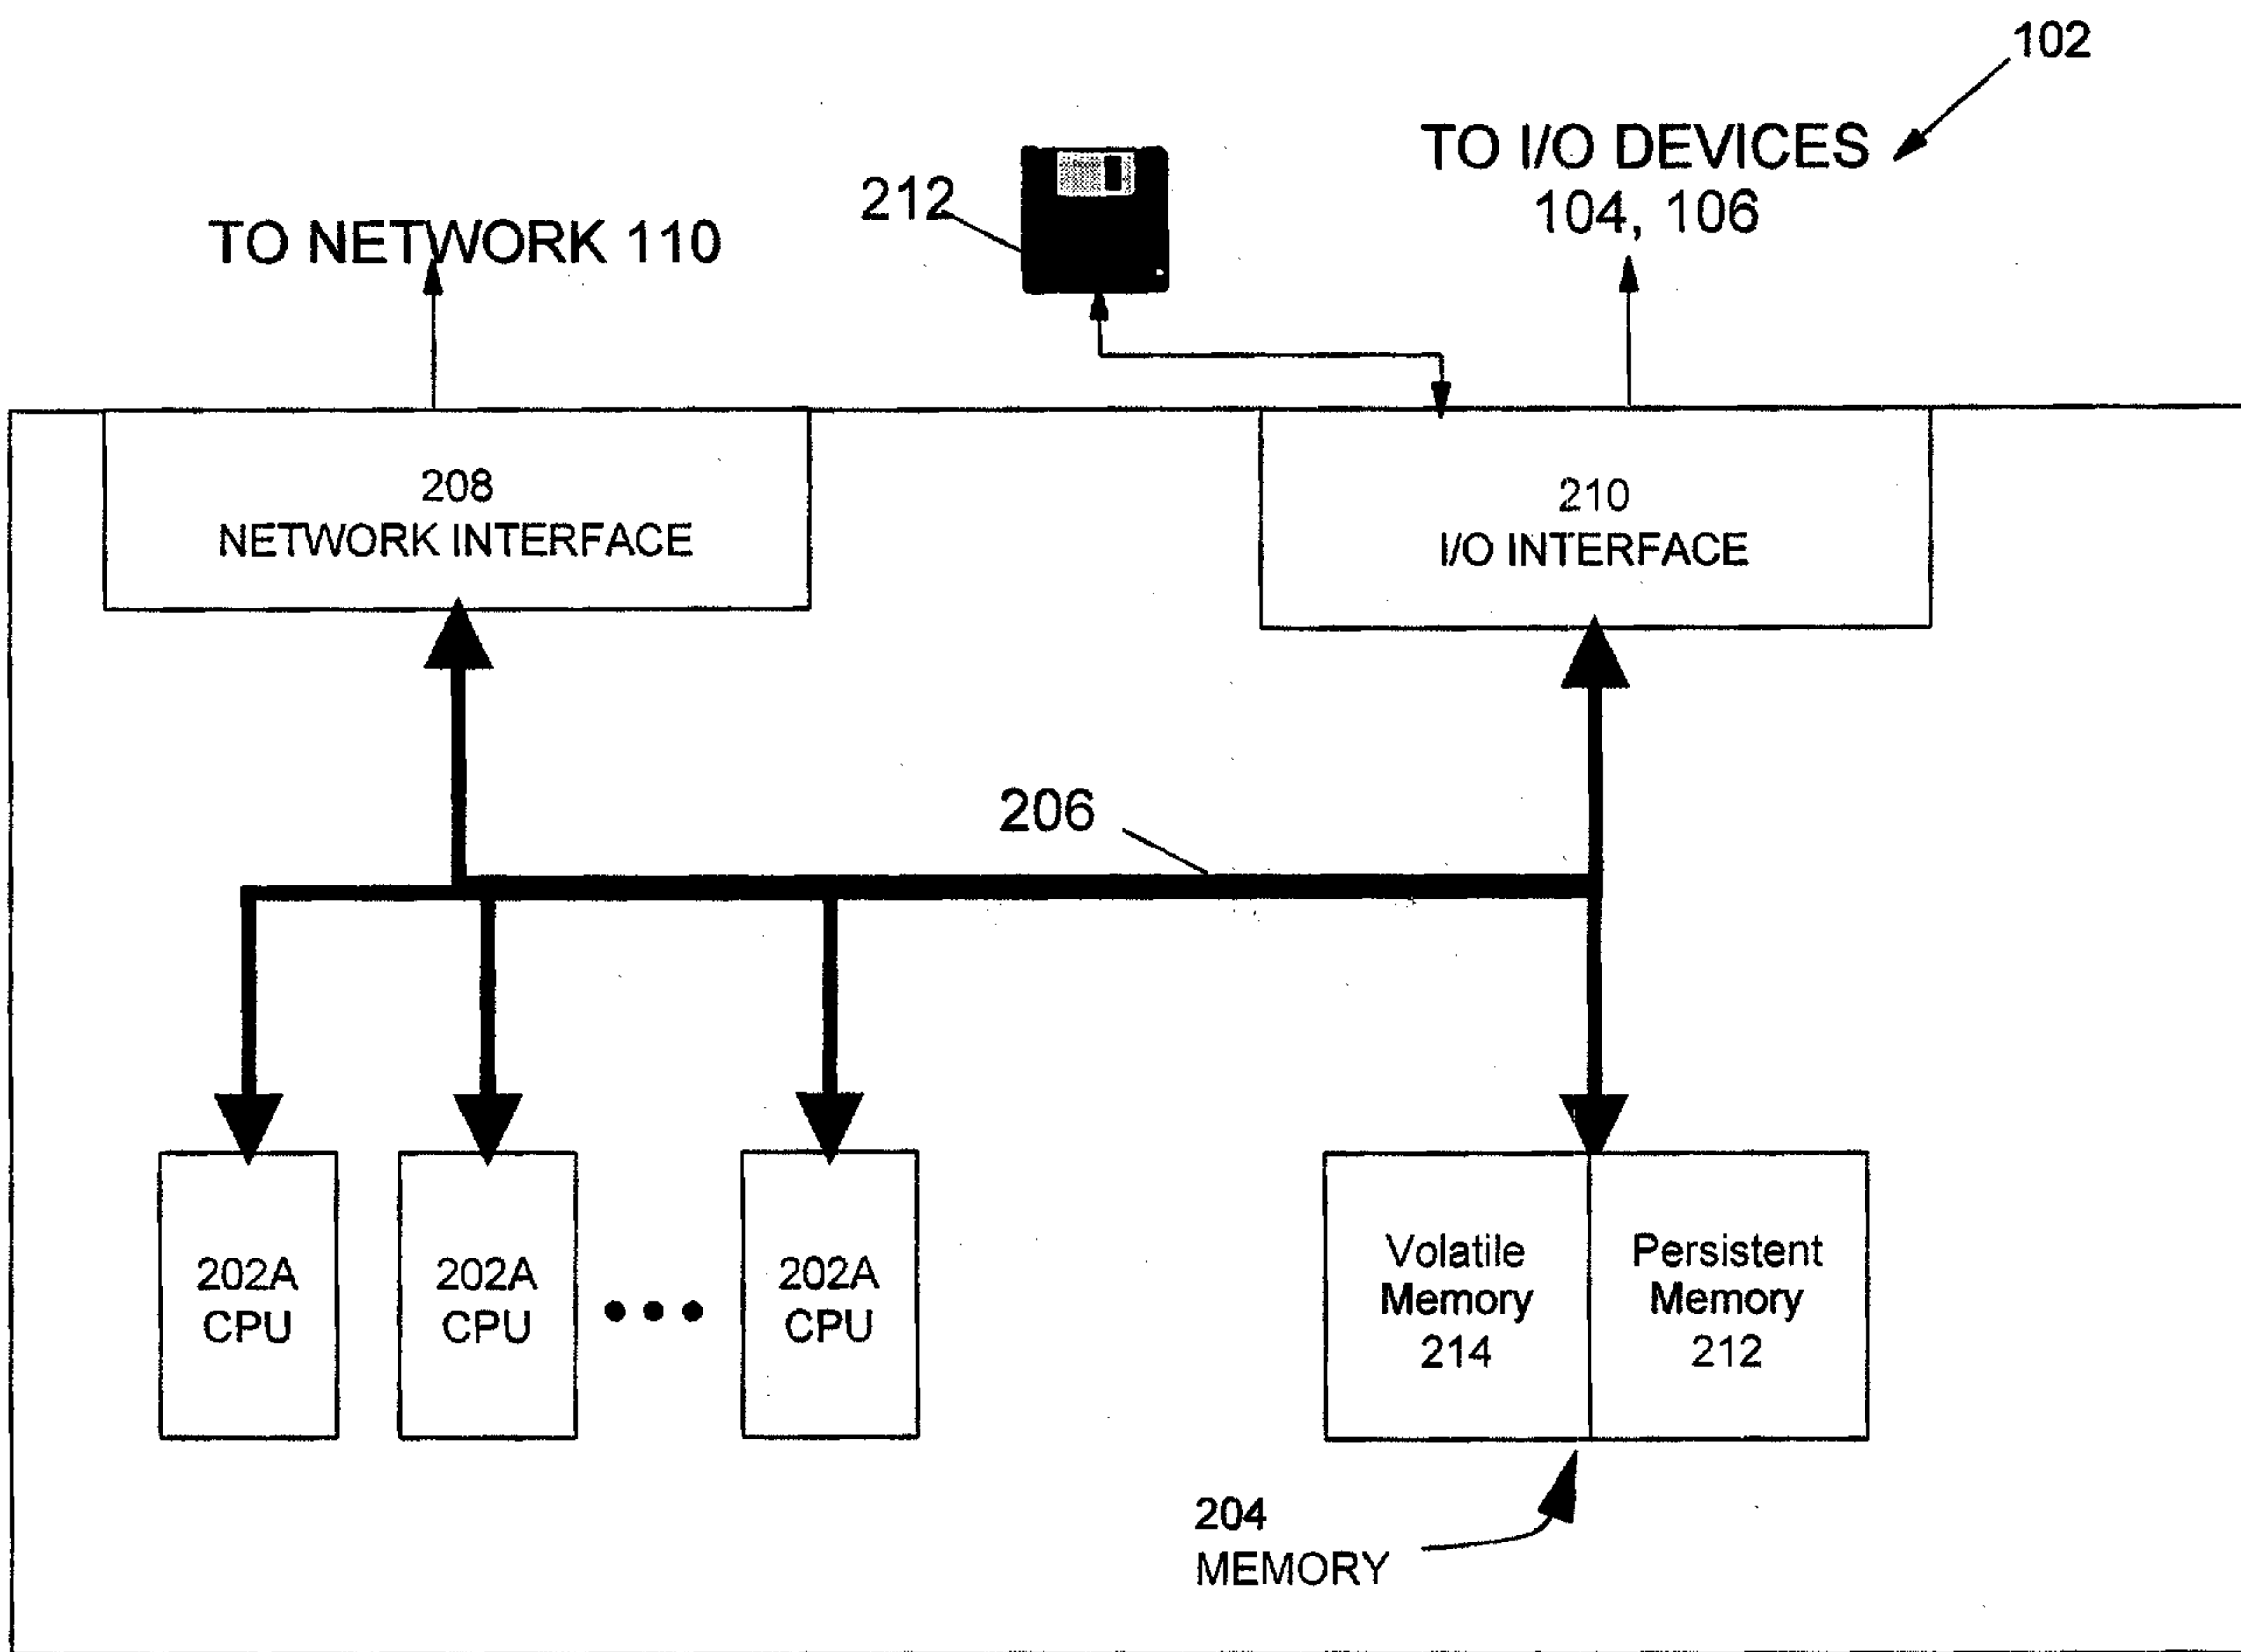 102
TO I/O DEVICES
104, 106
212
TO NETWORK 110
208
NETWORK INTERFACE
210
I/O INTERFACE
206
202A
CPU
202A
CPU
202A
CPU
Volatile
Memory
214
Persistent
Memory
212
204
MEMORY